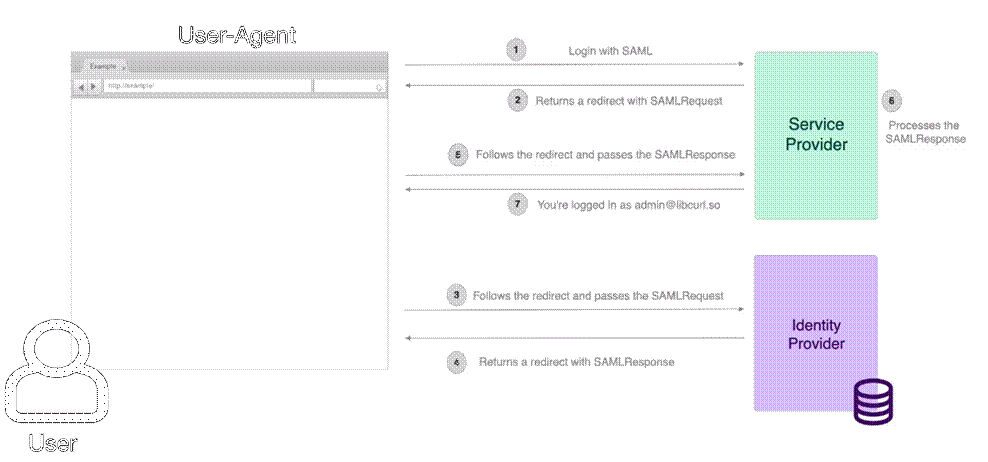 User-Agent
Example
http://example/
1 Login with SAML
2 Returns a redirect with SAMLRequest
5 Follows the redirect and passes the SAMLResponse
7 You're logged in as admin@libcurl.so
Service
Provider
6
Processes the
SAMLResponse
3 Follows the redirect and passes the SAMLRequest
4 Returns a redirect with SAMLResponse
Identity
Provider
User